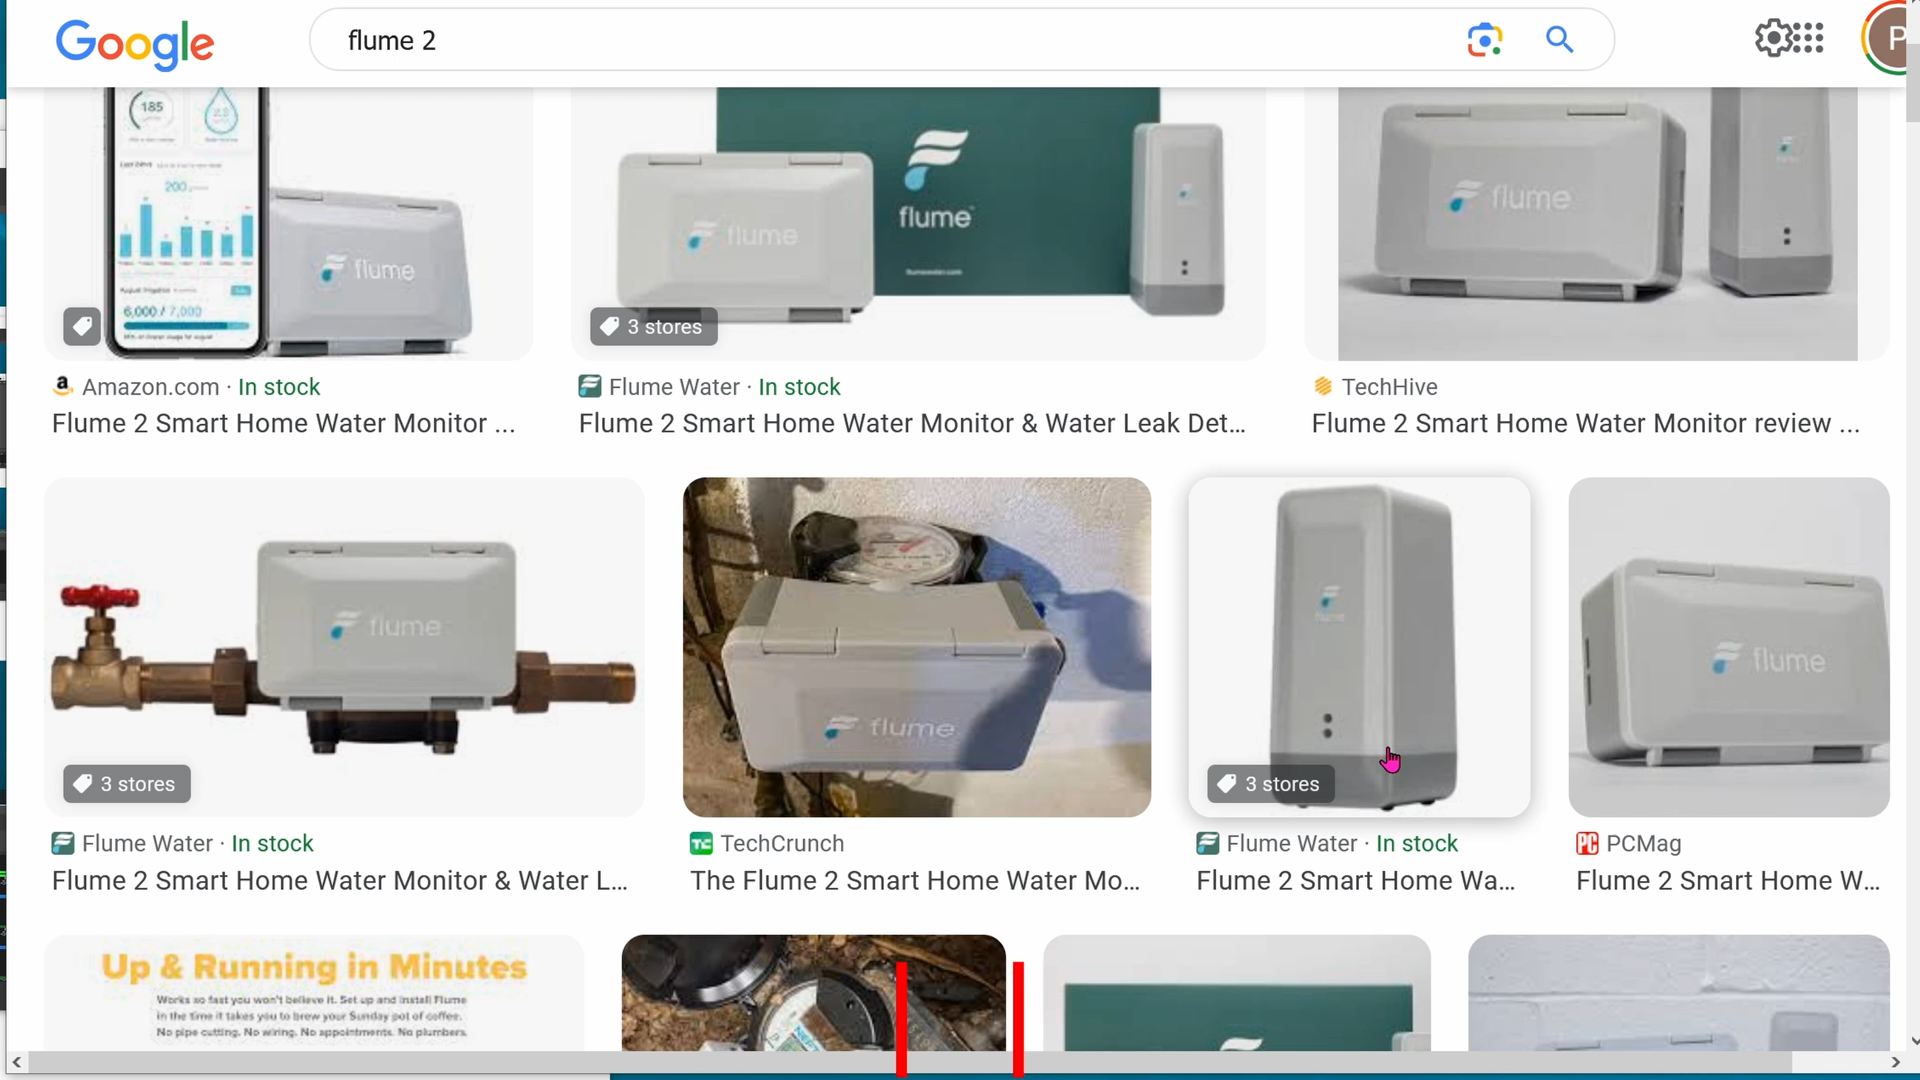 Google
flume 2
P
185
200
6,000 / 7,000
flume
flume
flume
flume
flume
Amazon.com · In stock
Flume 2 Smart Home Water Monitor ...
3 stores
Flume Water · In stock
Flume 2 Smart Home Water Monitor & Water Leak Det...
TechHive
Flume 2 Smart Home Water Monitor review ...
flume
3 stores
Flume Water · In stock
Flume 2 Smart Home Water Monitor & Water L...
flume
TechCrunch
The Flume 2 Smart Home Water Mo...
3 stores
Flume Water · In stock
Flume 2 Smart Home Wa...
flume
PC PCMag
Flume 2 Smart Home W...
Up & Running in Minutes
Works so fast you won't believe it. Set up and install Flume
in the time it takes you to brew your Sunday pot of coffee.
No pipe cutting. No wiring. No appointments. No plumbers.